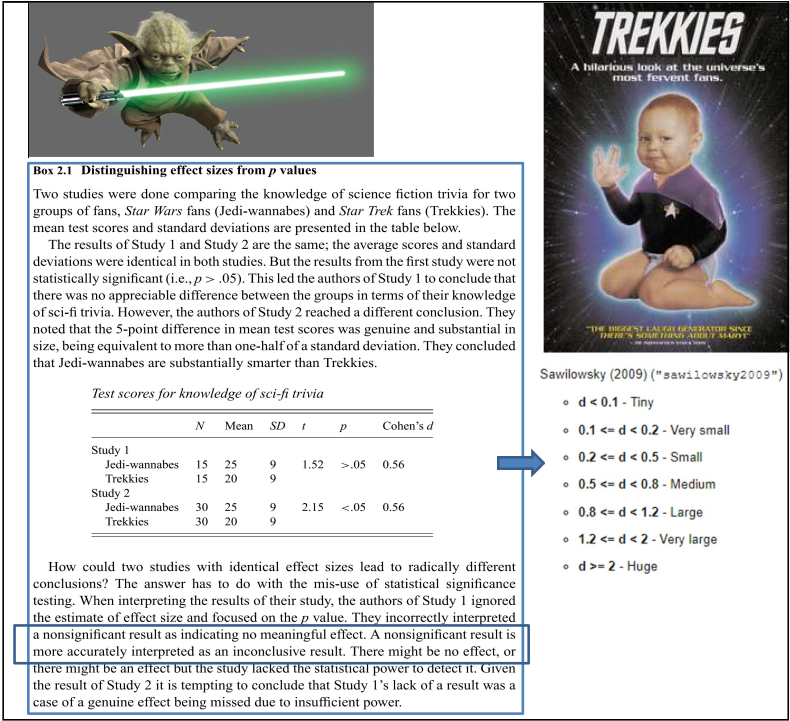 TREKKIES
A hilarious look at the universe's
most fervent fans.
Box 2.1 Distinguishing effect sizes from p values
Two studies were done comparing the knowledge of science fiction trivia for two
groups of fans, Star Wars fans (Jedi-wannabes) and Star Trek fans (Trekkies). The
mean test scores and standard deviations are presented in the table below.
The results of Study 1 and Study 2 are the same; the average scores and standard
deviations were identical in both studies. But the results from the first study were not
statistically significant (i.e., p > .05). This led the authors of Study 1 to conclude that
there was no appreciable difference between the groups in terms of their knowledge
of sci-fi trivia. However, the authors of Study 2 reached a different conclusion. They
noted that the 5-point difference in mean test scores was genuine and substantial in
size, being equivalent to more than one-half of a standard deviation. They concluded
that Jedi-wannabes are substantially smarter than Trekkies.
Test scores for knowledge of sci-fi trivia
N Mean SD t p Cohen's d
Study 1
Jedi-wannabes 15 25 9 1.52 >.05 0.56
Trekkies 15 20 9
Study 2
Jedi-wannabes 30 25 9 2.15 <.05 0.56
Trekkies 30 20 9
How could two studies with identical effect sizes lead to radically different
conclusions? The answer has to do with the mis-use of statistical significance
testing. When interpreting the results of their study, the authors of Study 1 ignored
the estimate of effect size and focused on the p value. They incorrectly interpreted
a nonsignificant result as indicating no meaningful effect. A nonsignificant result is
more accurately interpreted as an inconclusive result. There might be no effect, or
there might be an effect but the study lacked the statistical power to detect it. Given
the result of Study 2 it is tempting to conclude that Study 1's lack of a result was a
case of a genuine effect being missed due to insufficient power.
"THE BIGGEST LAUGH GENERATOR SINCE
THERE'S SOMETHING ABOUT MARY!"
Sawilowsky (2009) ("sawilowsky2009")
d < 0.1 - Tiny
0.1 <= d < 0.2 - Very small
0.2 <= d < 0.5 - Small
0.5 <= d < 0.8 - Medium
0.8 <= d < 1.2 - Large
1.2 <= d < 2 - Very large
d >= 2 - Huge